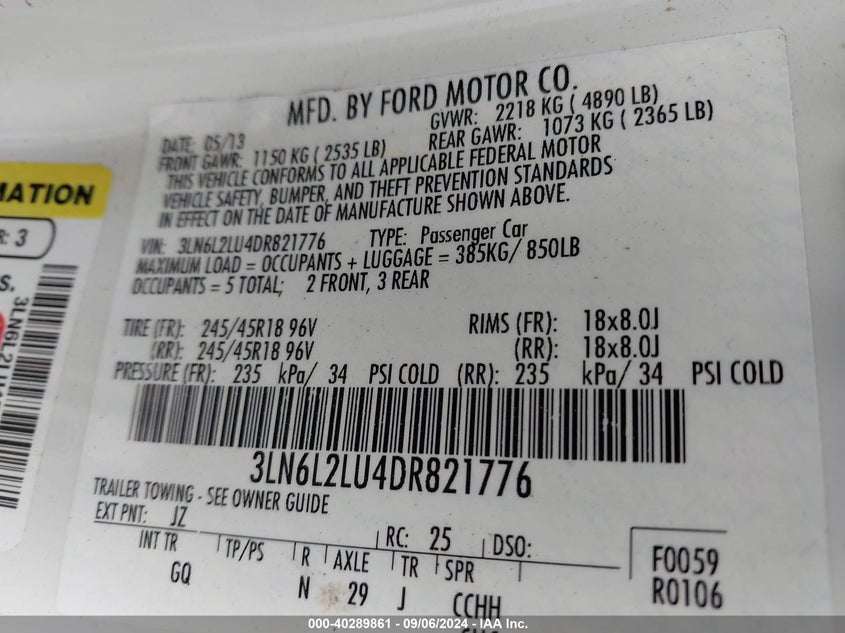 MFD. BY FORD MOTOR CO.
DATE: 05/13 GVWR: 2218 KG ( 4890 LB)
FRONT GAWR: 1150 KG ( 2535 LB) REAR GAWR: 1073 KG ( 2365 LB)
THIS VEHICLE CONFORMS TO ALL APPLICABLE FEDERAL MOTOR
VEHICLE SAFETY, BUMPER, AND THEFT PREVENTION STANDARDS
IN EFFECT ON THE DATE OF MANUFACTURE SHOWN ABOVE.
VIN: 3LN6L2LU4DR821776 TYPE: Passenger Car
MAXIMUM LOAD = OCCUPANTS + LUGGAGE = 385KG/ 850LB
OCCUPANTS = 5 TOTAL; 2 FRONT, 3 REAR
TIRE (FR): 245/45R18 96V RIMS (FR): 18x8.0J
(RR): 245/45R18 96V (RR): 18x8.0J
PRESSURE (FR): 235 kPa/ 34 PSI COLD (RR): 235 kPa/ 34 PSI COLD
3LN6L2LU4DR821776
TRAILER TOWING - SEE OWNER GUIDE
EXT PNT: JZ RC: 25 DSO:
INT TR TP/PS R AXLE TR SPR F0059
GQ N 29 J CCHH R0106
MATION
R: 3
S.
3LN6L2LU4
000-40289861 - 09/06/2024 - IAA Inc.